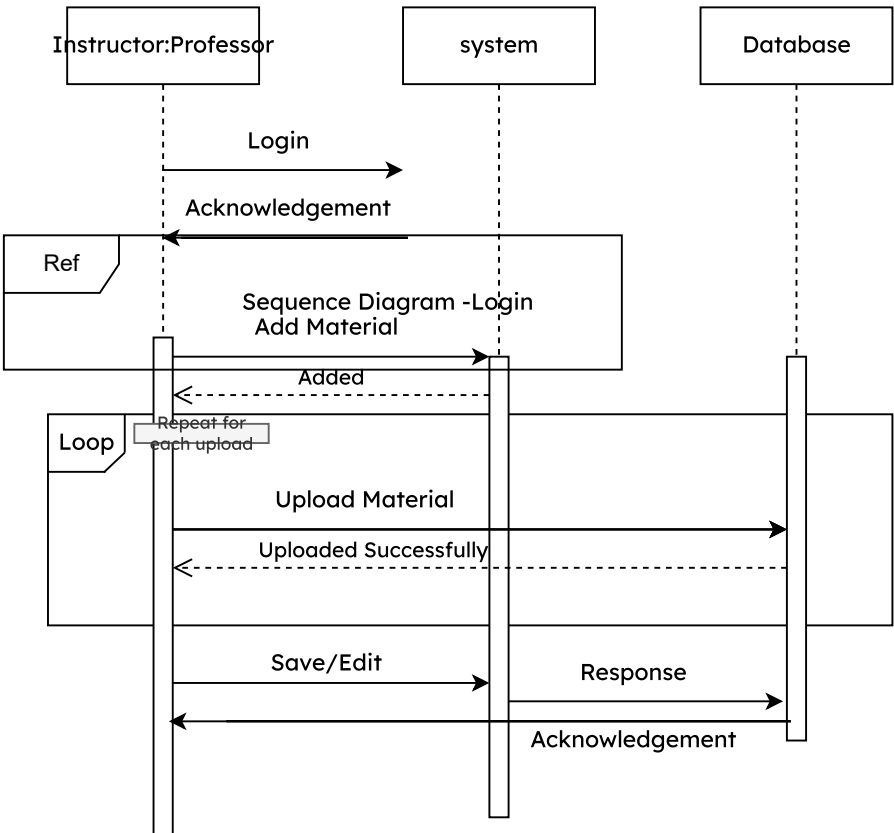 Instructor:Professor
system
Database
Login
Acknowledgement
Ref
Sequence Diagram -Login
Add Material
Added
Repeat for
each upload
Loop
Upload Material
Uploaded Successfully
Save/Edit
Response
Acknowledgement